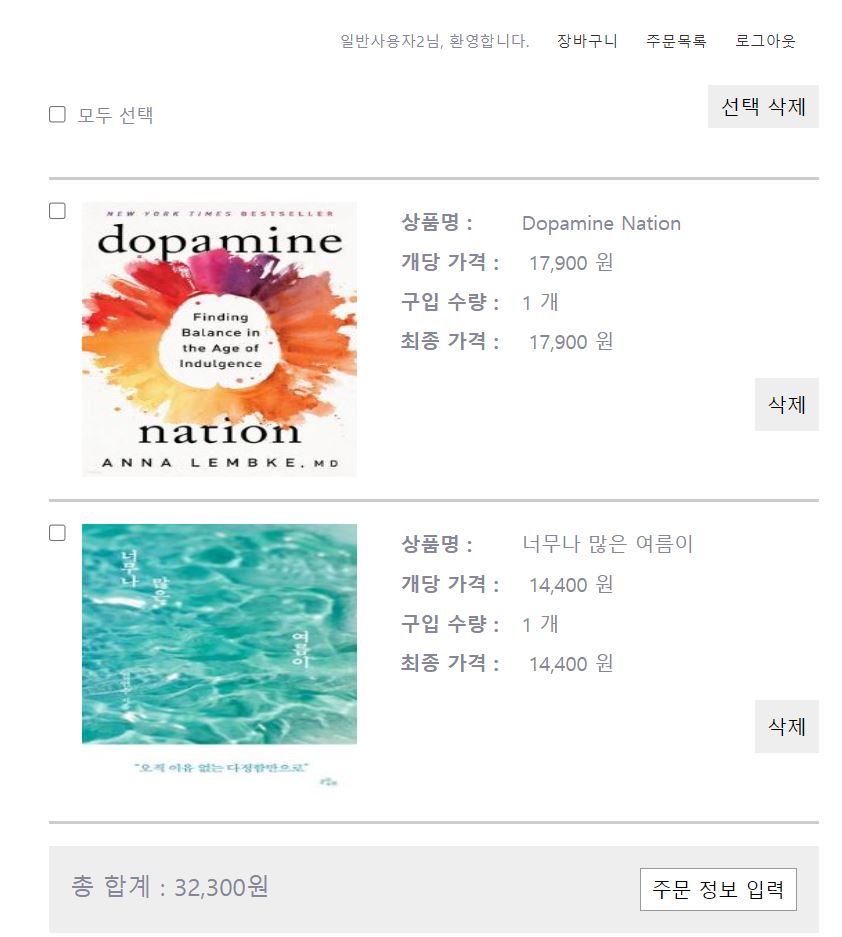 일반사용자2님, 환영합니다. 장바구니 주문목록 로그아웃
모두 선택
선택 삭제
NEW YORK TIMES BESTSELLER
dopamine
Finding
Balance in
the Age of
Indulgence
nation
ANNA LEMBKE, MD
상품명 : Dopamine Nation
개당 가격 : 17,900 원
구입 수량 : 1 개
최종 가격 : 17,900 원
삭제
너무나
많은
여름이
“오직 이유 없는 다정함만으로”
상품명 : 너무나 많은 여름이
개당 가격 : 14,400 원
구입 수량 : 1 개
최종 가격 : 14,400 원
삭제
총 합계 : 32,300원
주문 정보 입력